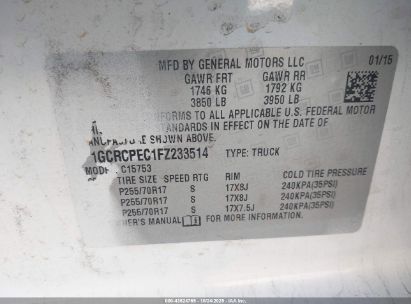 MFD BY GENERAL MOTORS LLC
01/15
GAWR FRT GAWR RR
1746 KG 1792 KG
3850 LB 3950 LB
CONFORMS TO ALL APPLICABLE U.S. FEDERAL MOTOR
STANDARDS IN EFFECT ON THE DATE OF
SHOWN ABOVE.
1GCRCPEC1FZ233514 TYPE: TRUCK
C15753
TIRE SIZE SPEED RTG RIM COLD TIRE PRESSURE
P255/70R17 17X8J 240KPA(35PSI)
P255/70R17 17X8J 240KPA(35PSI)
P255/70R17 17X7.5J 240KPA(35PSI)
MANUAL FOR MORE INFORMATION